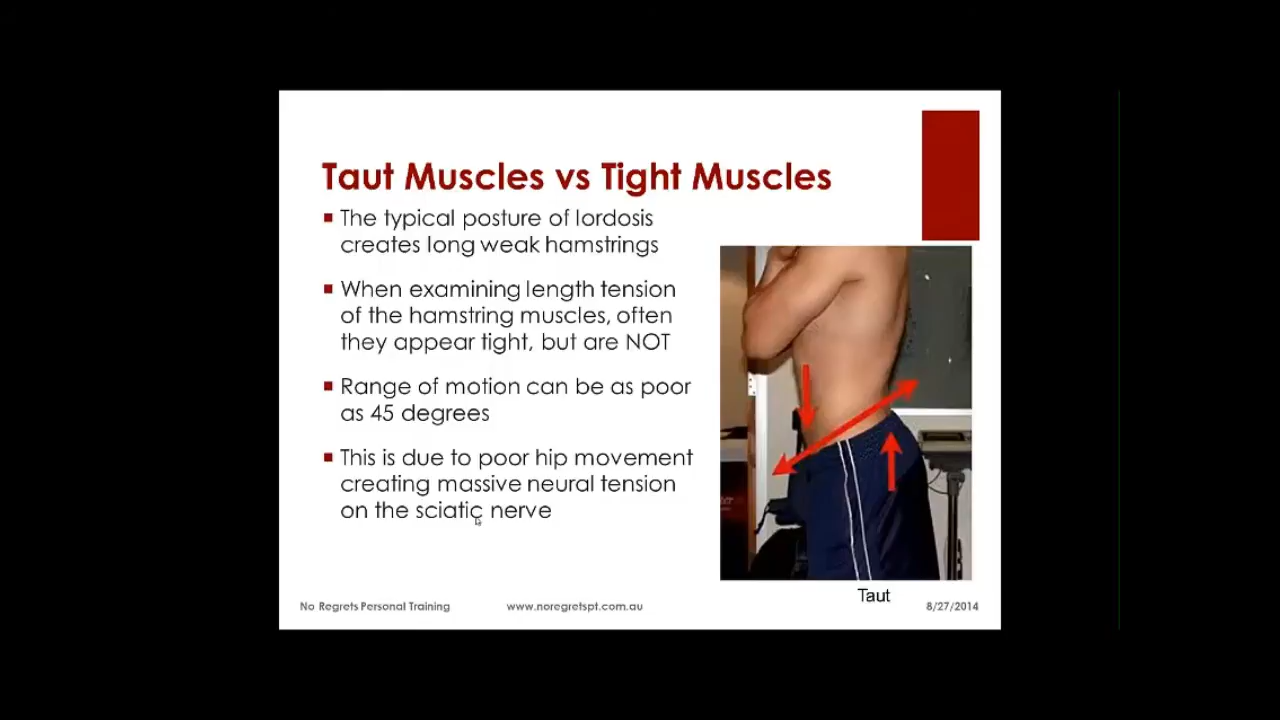 Taut Muscles vs Tight Muscles
The typical posture of lordosis
creates long weak hamstrings
When examining length tension
of the hamstring muscles, often
they appear tight, but are NOT
Range of motion can be as poor
as 45 degrees
This is due to poor hip movement
creating massive neural tension
on the sciatic nerve
Taut
No Regrets Personal Training
www.noregretspt.com.au
8/27/2014